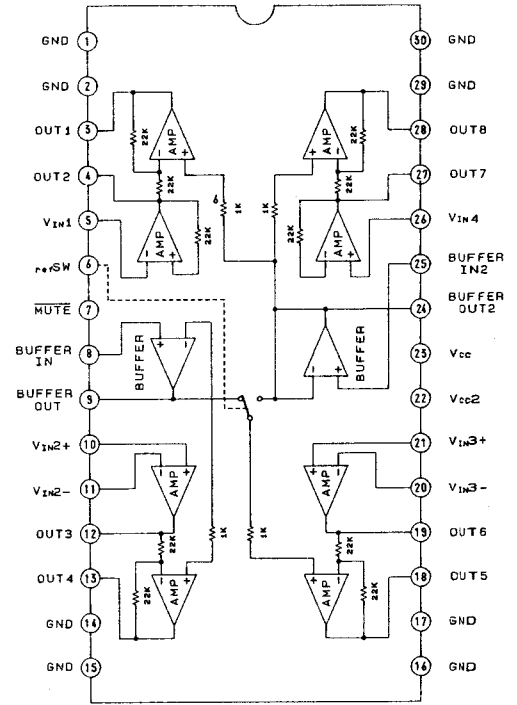 GND 1
GND 2
OUT1 3
OUT2 4
VIN1 5
refSW 6
MUTE 7
BUFFER IN 8
BUFFER OUT 9
VIN2+ 10
VIN2- 11
OUT3 12
OUT4 13
GND 14
GND 15
30 GND
29 GND
28 OUT8
27 OUT7
26 VIN4
25 BUFFER IN2
24 BUFFER OUT2
23 Vcc
22 Vcc2
21 VIN3+
20 VIN3-
19 OUT6
18 OUT5
17 GND
16 GND
22K
AMP
- +
22K
6
1K
AMP
- +
22K
22K
AMP
+ -
22K
1K
AMP
- +
22K
BUFFER
+ -
BUFFER
- +
AMP
- +
22K
1K
AMP
- +
22K
AMP
+ -
22K
1K
AMP
+ -
22K